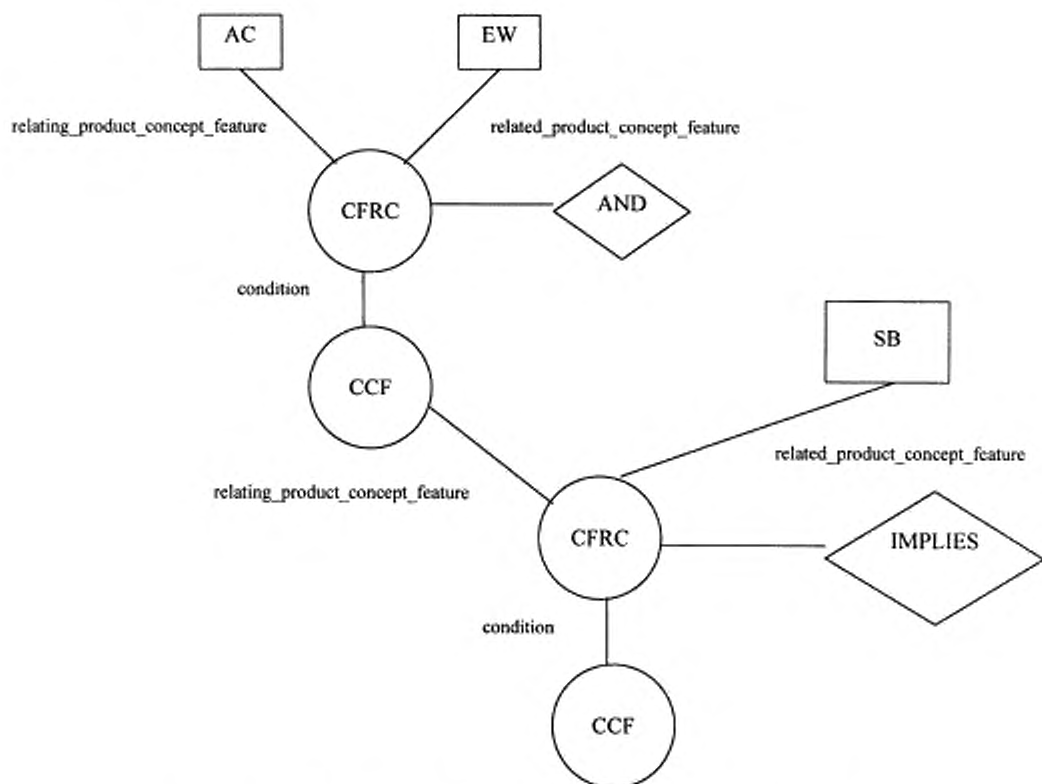 AC
EW
relating_product_concept_feature
related_product_concept_feature
CFRC
AND
condition
SB
CCF
related_product_concept_feature
relating_product_concept_feature
CFRC
IMPLIES
condition
CCF